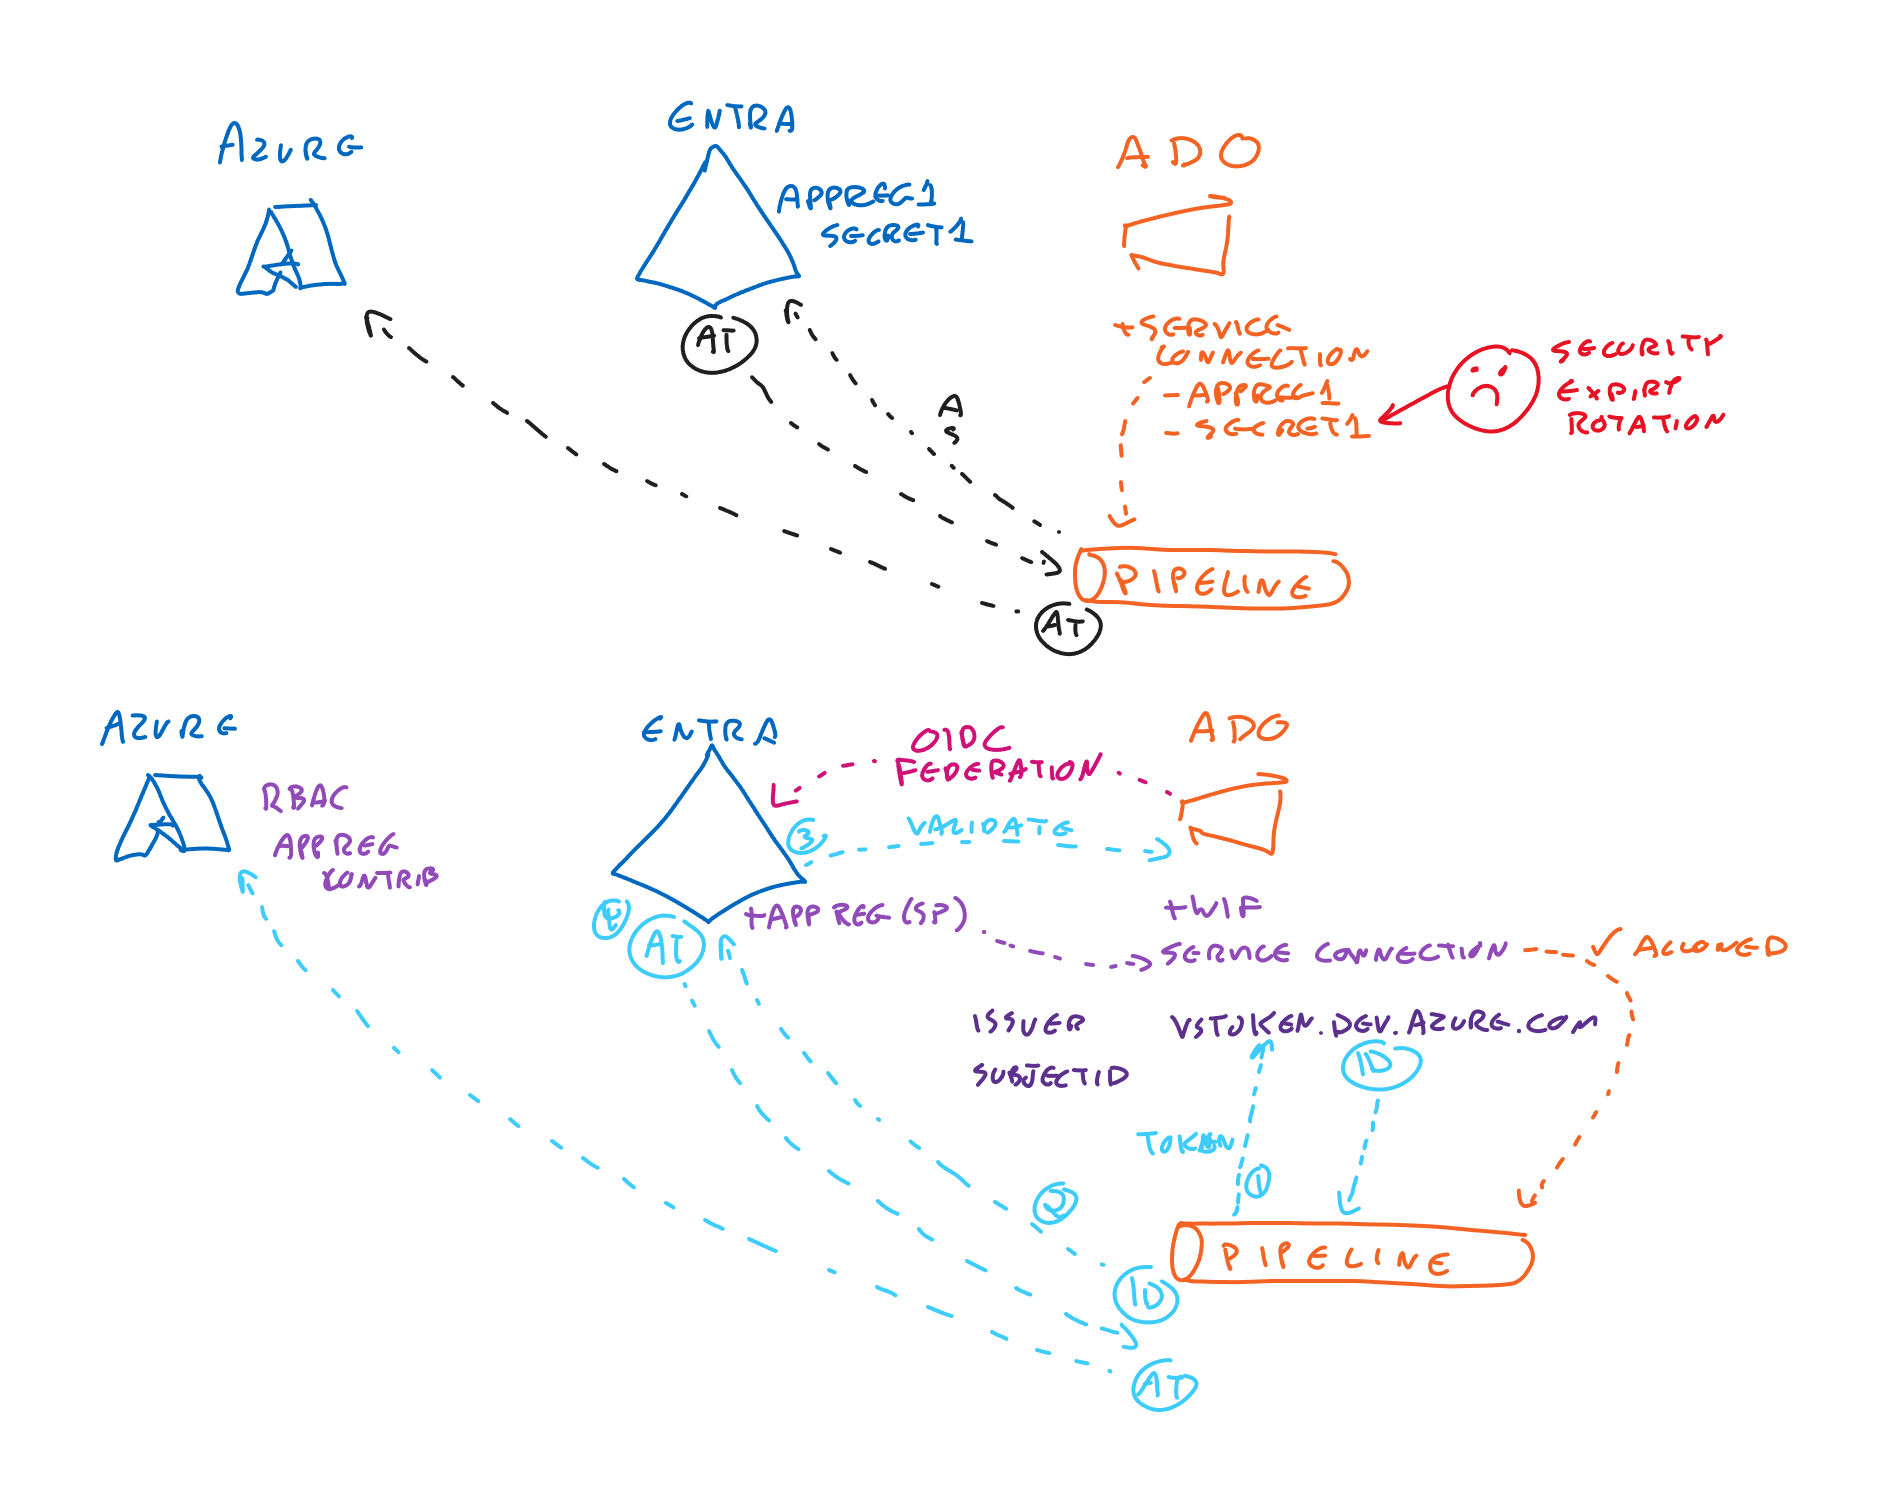 AZURE
ENTRA
ADO
APPREG1
SECRET1
AT
+SERVICE
CONNECTION
- APPREG1
- SECRET1
SECURITY
EXPIRY
ROTATION
A
S
PIPELINE
AT
AZURE
ENTRA
OIDC
FEDERATION
ADO
RBAC
APPREG
CONTRIB
3
VALIDATE
4
AT
+APP REG (SP)
+WIF
SERVICE CONNECTION
✓ ALLOWED
ISSUER
VSTOKEN.DEV.AZURE.COM
SUBJECTID
ID
TOKEN
1
2
PIPELINE
ID
AT